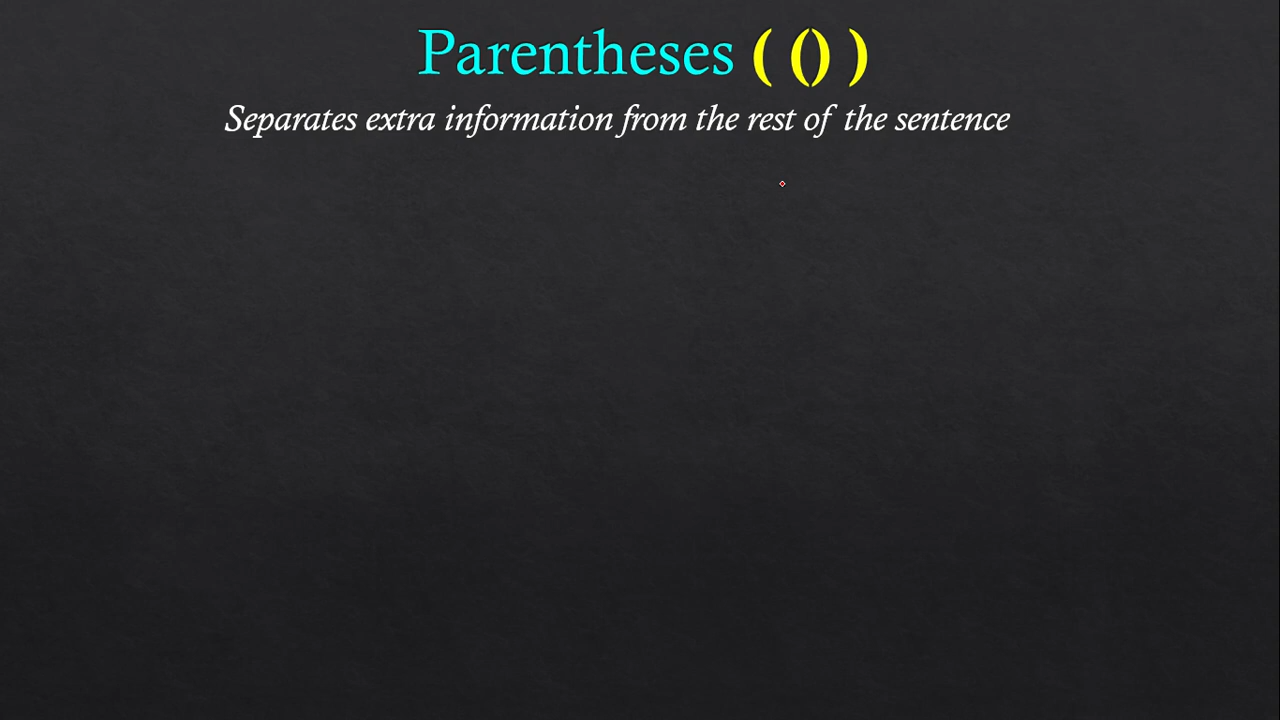 Parentheses ( () )
Separates extra information from the rest of the sentence